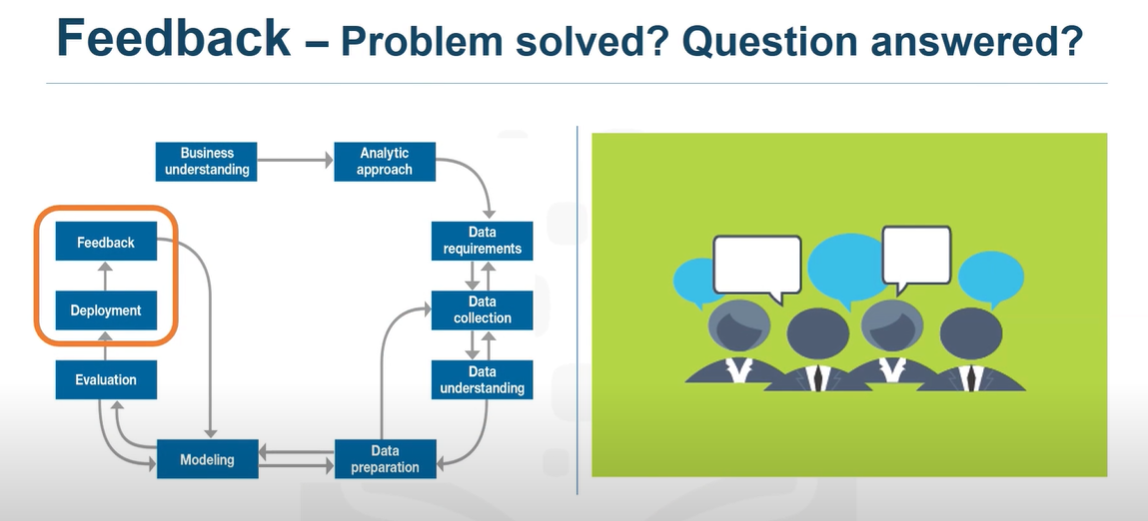 Feedback – Problem solved? Question answered?
Business
understanding
Analytic
approach
Feedback
Data
requirements
Deployment
Data
collection
Evaluation
Data
understanding
Modeling
Data
preparation